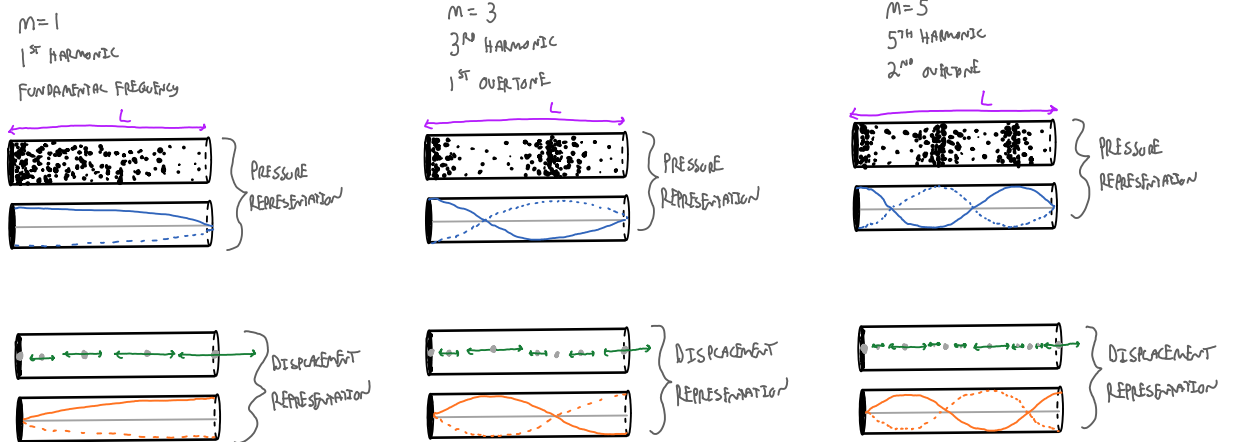 m=1
1ST HARMONIC
FUNDAMENTAL FREQUENCY
L
PRESSURE
REPRESENTATION
DISPLACEMENT
REPRESENTATION
m=3
3RD HARMONIC
1ST OVERTONE
L
PRESSURE
REPRESENTATION
DISPLACEMENT
REPRESENTATION
m=5
5TH HARMONIC
2ND OVERTONE
L
PRESSURE
REPRESENTATION
DISPLACEMENT
REPRESENTATION